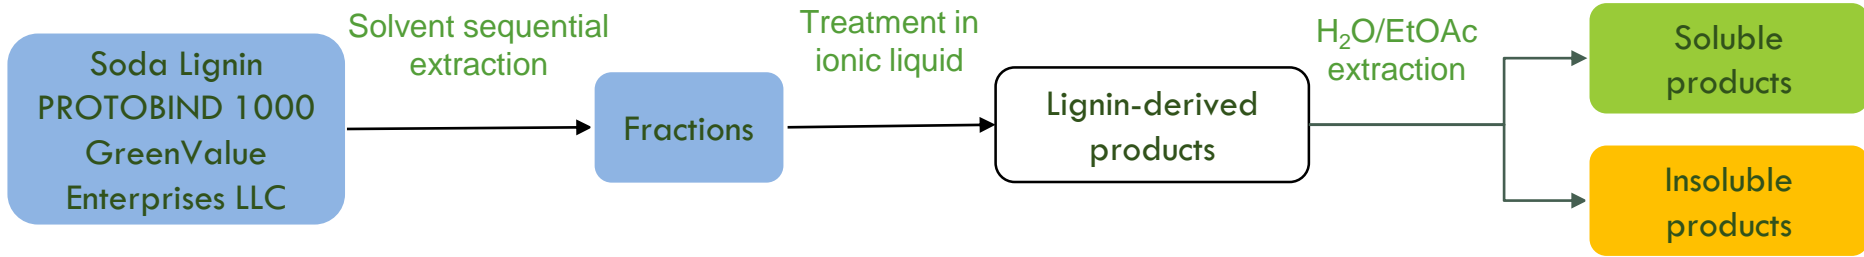 Soda Lignin
PROTOBIND 1000
GreenValue
Enterprises LLC
Solvent sequential
extraction
Fractions
Treatment in
ionic liquid
Lignin-derived
products
H₂O/EtOAc
extraction
Soluble
products
Insoluble
products